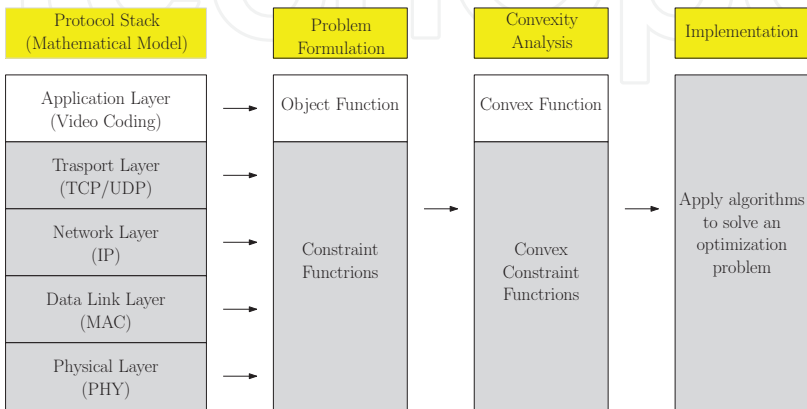 Protocol Stack
(Mathematical Model)
Problem
Formulation
Convexity
Analysis
Implementation
Application Layer
(Video Coding)
Object Function
Convex Function
Trasport Layer
(TCP/UDP)
Network Layer
(IP)
Data Link Layer
(MAC)
Physical Layer
(PHY)
Constraint
Functrions
Convex
Constraint
Functrions
Apply algorithms
to solve an
optimization
problem